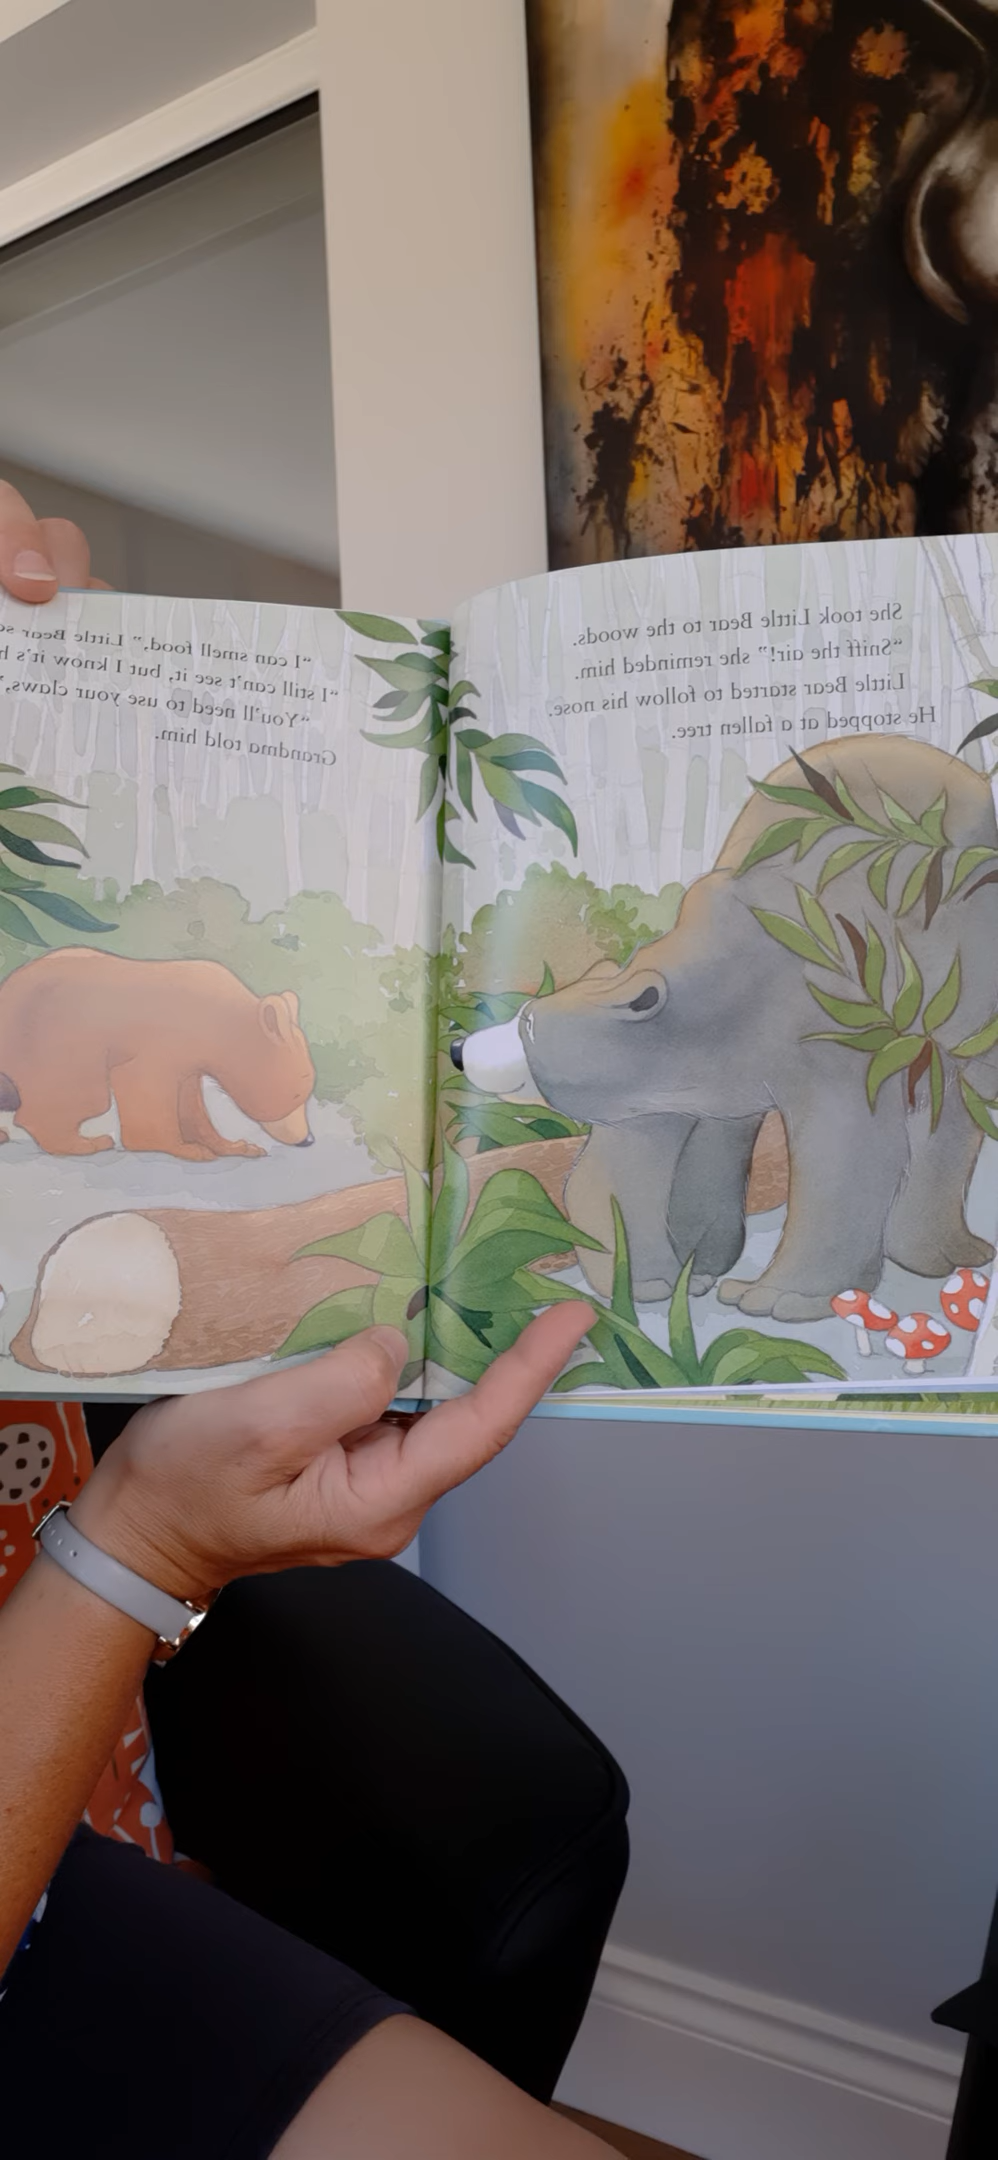 She took Little Bear to the woods.
“Sniff the air!” she reminded him.
Little Bear started to follow his nose.
He stopped at a fallen tree.
“I can smell food,” Little Bear
“I still can’t see it, but I know it’s
“You’ll need to use your claws,”
Grandma told him.